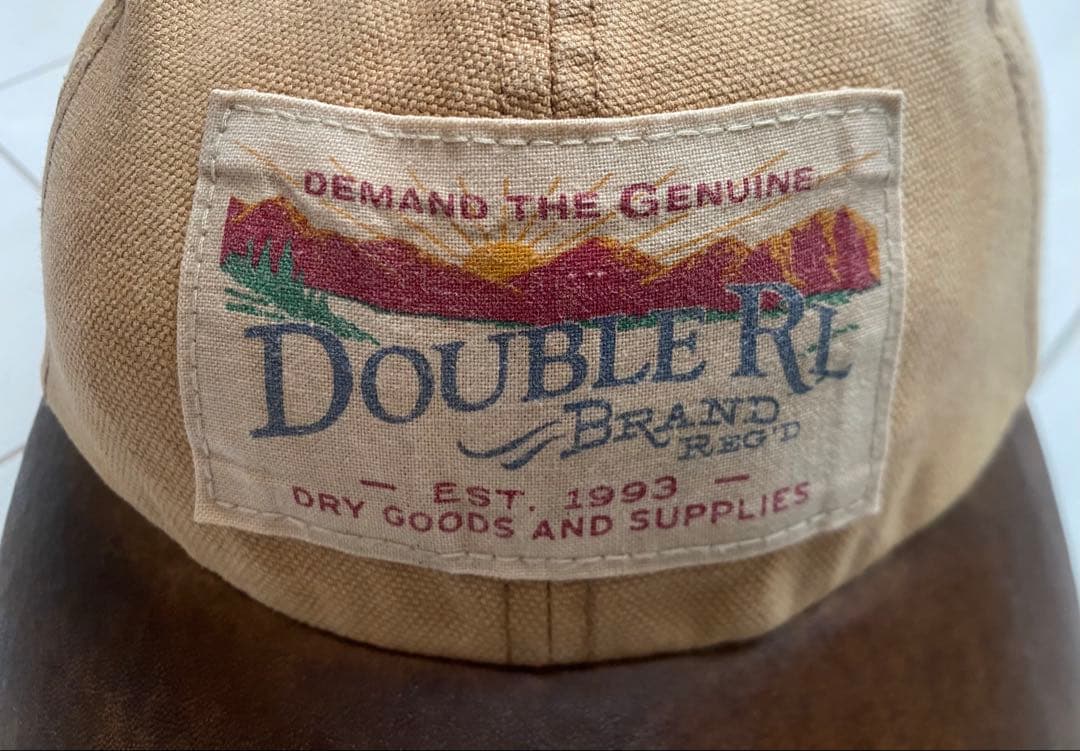 DEMAND THE GENUINE
DOUBLE RL
BRAND
REG'D
— EST. 1993 —
DRY GOODS AND SUPPLIES